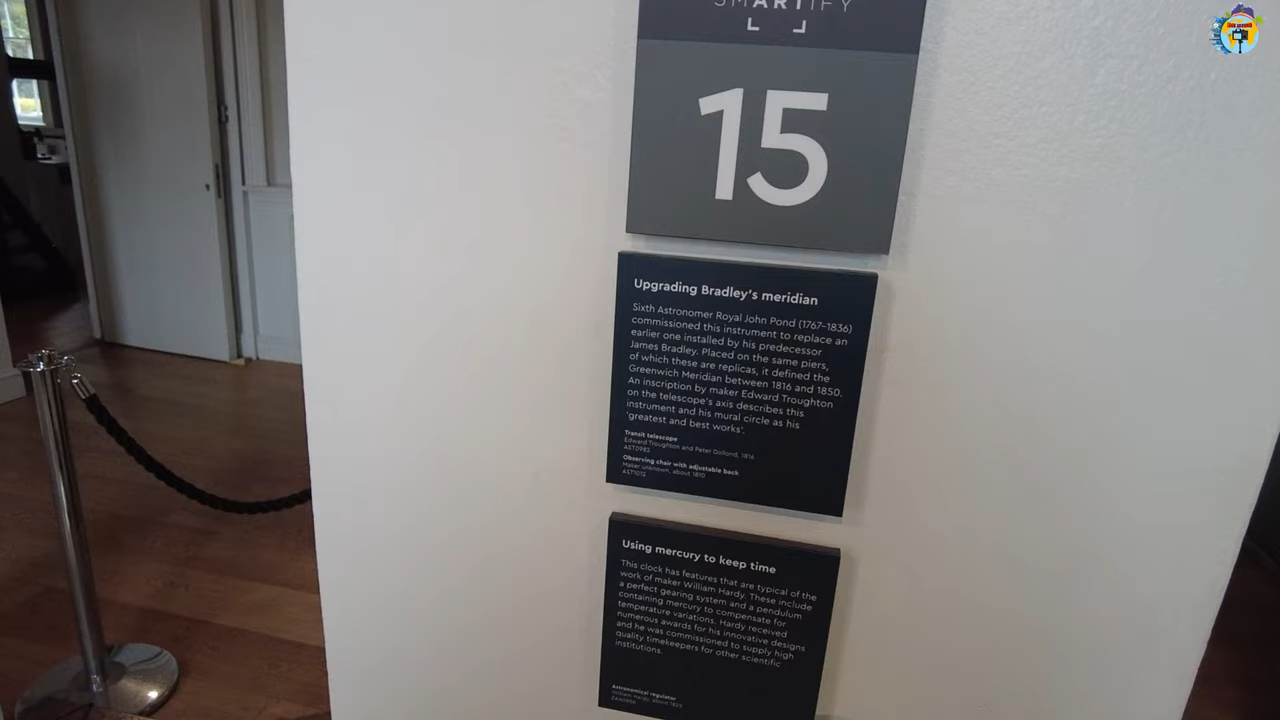 SMARTIFY
15
Upgrading Bradley's meridian
Sixth Astronomer Royal John Pond (1767–1836)
commissioned this instrument to replace an
earlier one installed by his predecessor
James Bradley. Placed on the same piers,
of which these are replicas, it defined the
Greenwich Meridian between 1816 and 1850.
An inscription by maker Edward Troughton
on the telescope's axis describes this
instrument and his mural circle as his
'greatest and best works'.
Transit telescope
Edward Troughton and Peter Dollond, 1816
AST0982
Observing chair with adjustable back
Maker unknown, about 1810
AST1012
Using mercury to keep time
This clock has features that are typical of the
work of maker William Hardy. These include
a perfect gearing system and a pendulum
containing mercury to compensate for
temperature variations. Hardy received
numerous awards for his innovative designs
and he was commissioned to supply high
quality timekeepers for other scientific
institutions.
Astronomical regulator
William Hardy, about